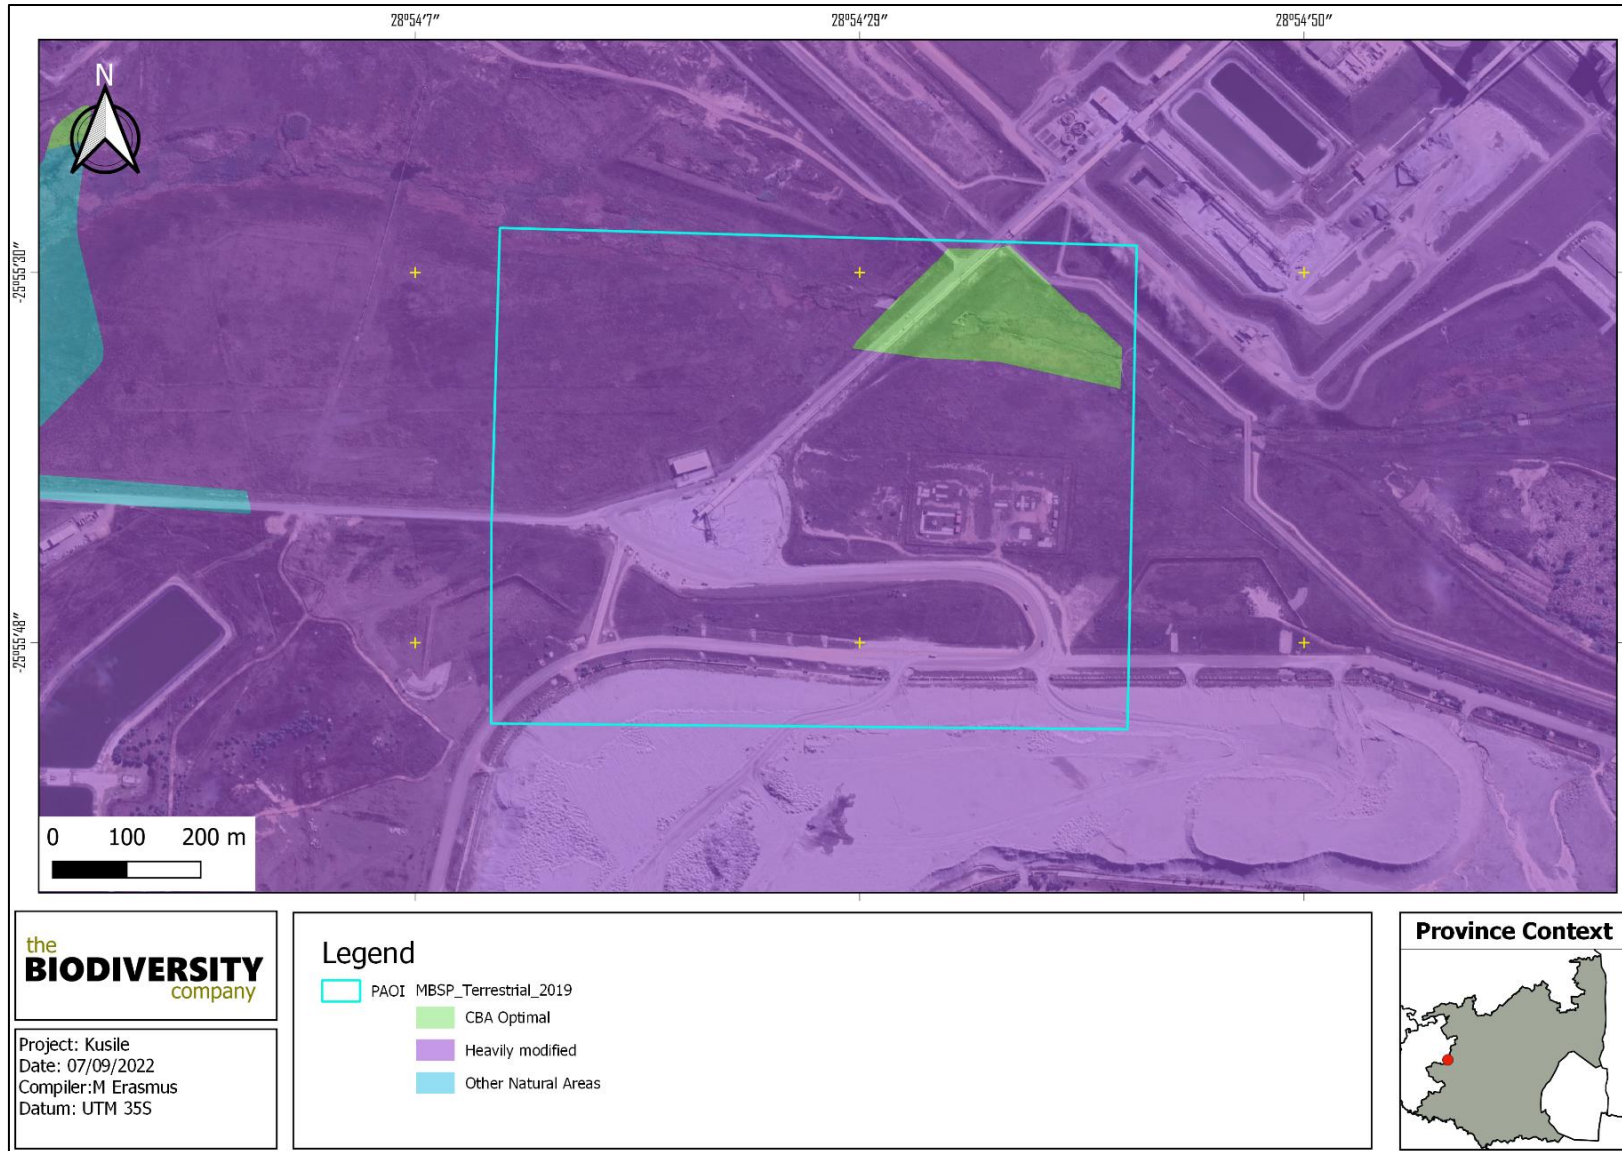 28°54'7"
28°54'29"
28°54'50"
N
-25°55'30"
-25°55'48"
0 100 200 m
the
BIODIVERSITY
company
Project: Kusile
Date: 07/09/2022
Compiler:M Erasmus
Datum: UTM 35S
Legend
PAOI MBSP_Terrestrial_2019
CBA Optimal
Heavily modified
Other Natural Areas
Province Context